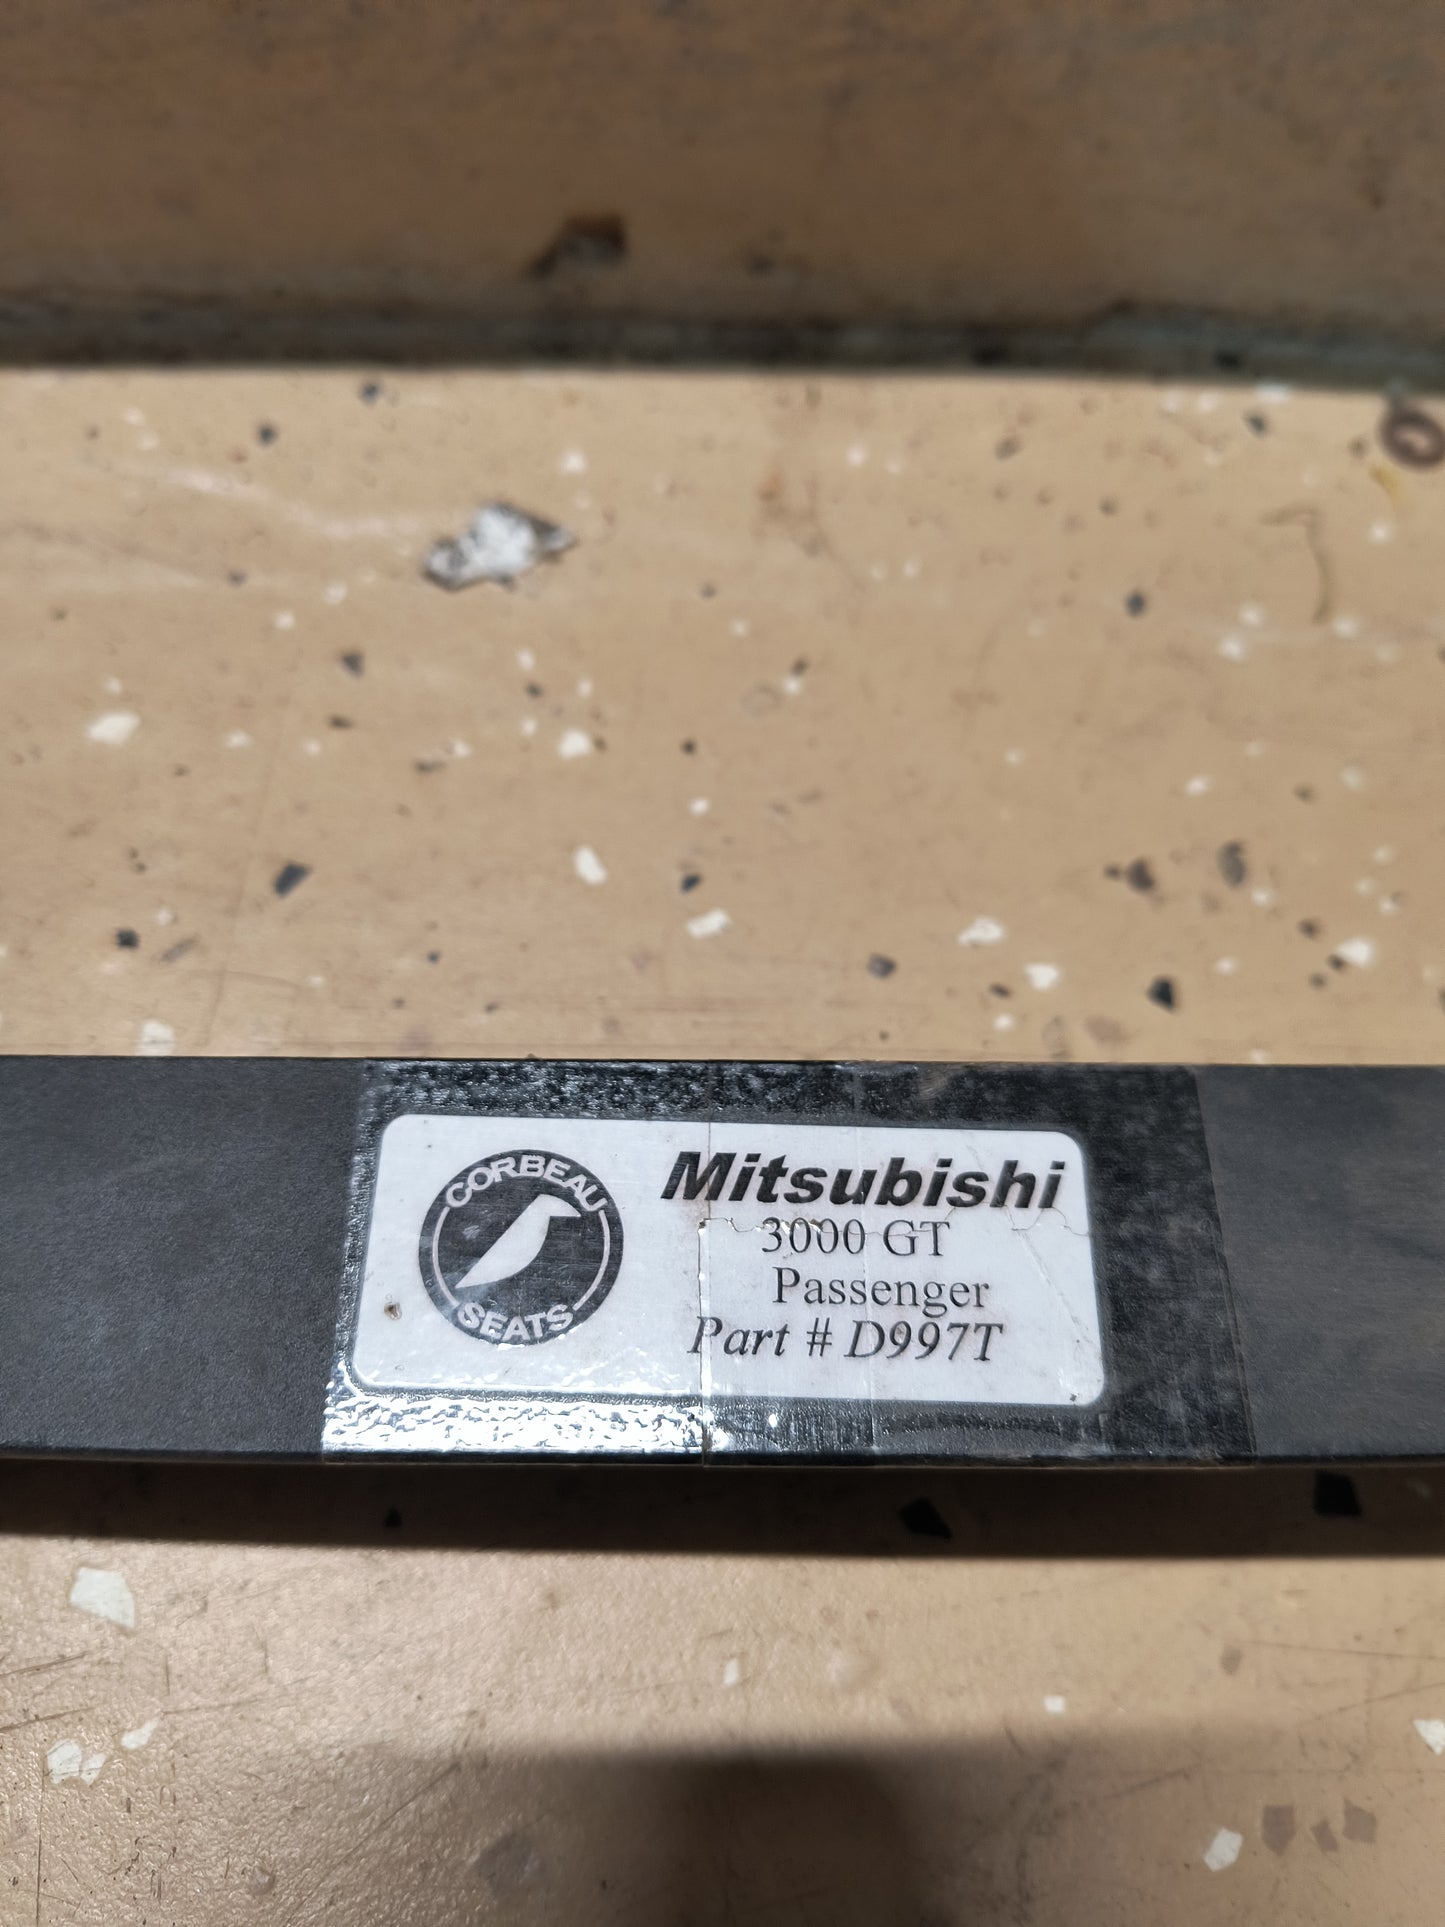 CORBEAU
SEATS
Mitsubishi
3000 GT
Passenger
Part # D997T